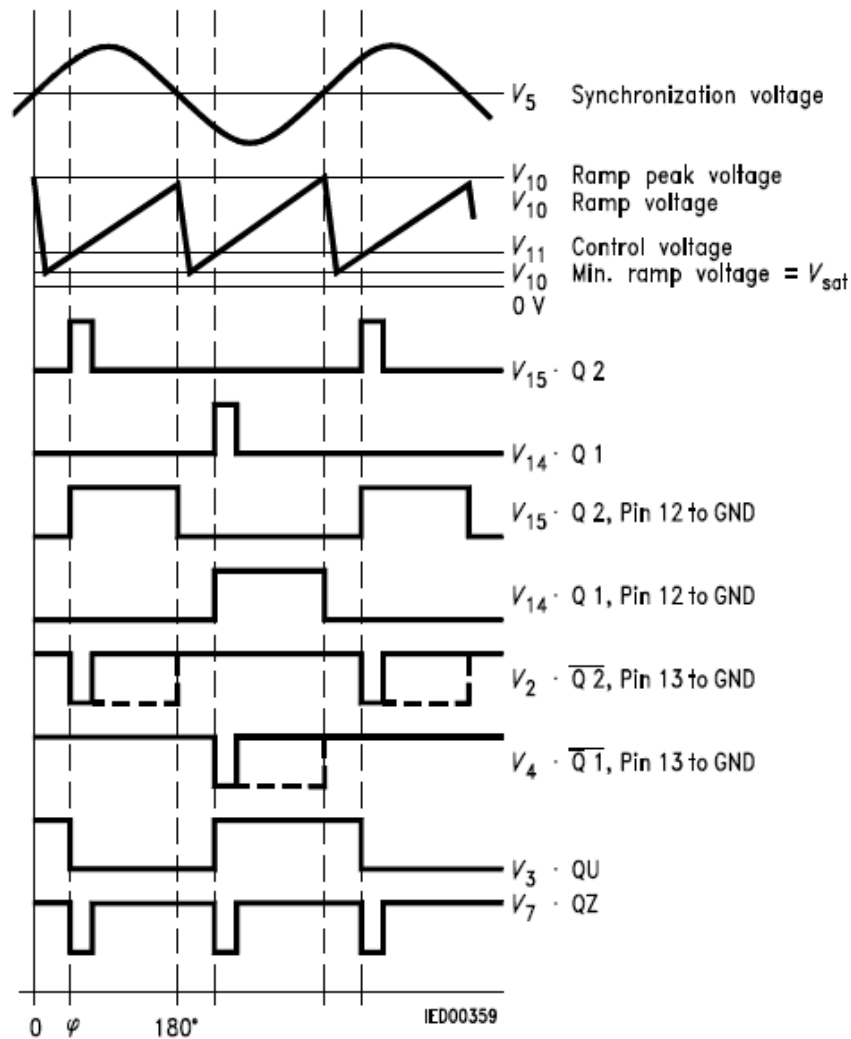 V5 Synchronization voltage
V10 Ramp peak voltage
V10 Ramp voltage
V11 Control voltage
V10 Min. ramp voltage = Vsat
0 V
V15 · Q 2
V14 · Q 1
V15 · Q 2, Pin 12 to GND
V14 · Q 1, Pin 12 to GND
V2 · Q̅ ̅2̅, Pin 13 to GND
V4 · Q̅ ̅1̅, Pin 13 to GND
V3 · QU
V7 · QZ
IED00359
0 φ 180°